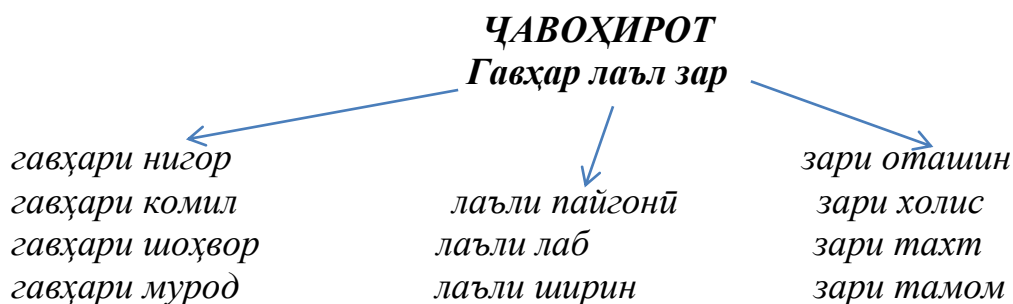 ҶАВОҲИРОТ
Гавҳар лаъл зар
гавҳари нигор зари оташин
гавҳари комил лаъли пайгонӣ зари холис
гавҳари шоҳвор лаъли лаб зари тахт
гавҳари мурод лаъли ширин зари тамом